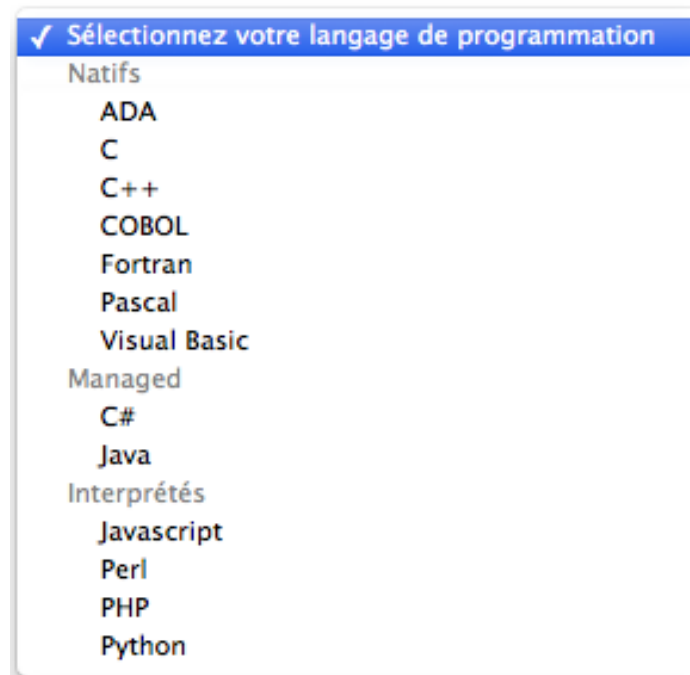 ✓ Sélectionnez votre langage de programmation
Natifs
ADA
C
C++
COBOL
Fortran
Pascal
Visual Basic
Managed
C#
Java
Interprétés
Javascript
Perl
PHP
Python